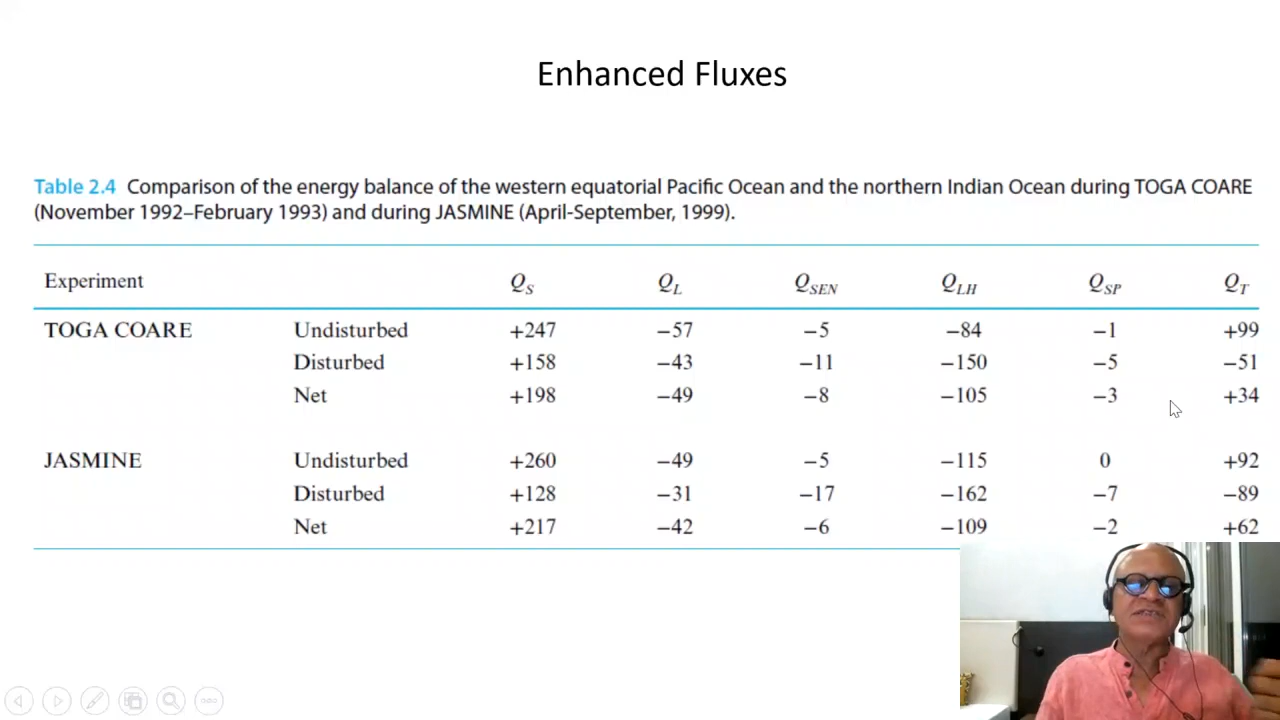 Enhanced Fluxes
Table 2.4 Comparison of the energy balance of the western equatorial Pacific Ocean and the northern Indian Ocean during TOGA COARE
(November 1992–February 1993) and during JASMINE (April-September, 1999).
Experiment Q_S Q_L Q_SEN Q_LH Q_SP Q_T
TOGA COARE Undisturbed +247 −57 −5 −84 −1 +99
Disturbed +158 −43 −11 −150 −5 −51
Net +198 −49 −8 −105 −3 +34
JASMINE Undisturbed +260 −49 −5 −115 0 +92
Disturbed +128 −31 −17 −162 −7 −89
Net +217 −42 −6 −109 −2 +62